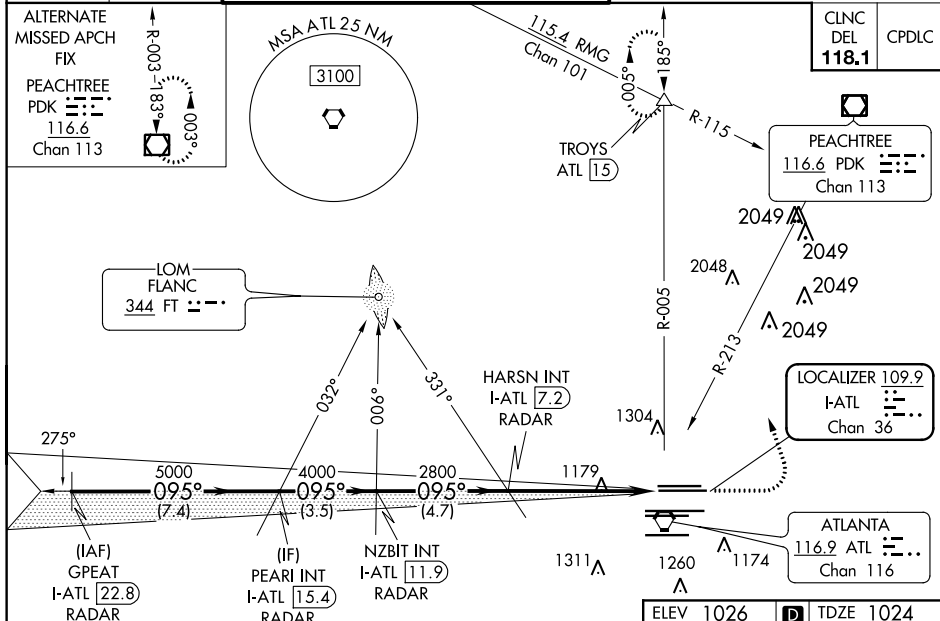 ALTERNATE
MISSED APCH
FIX
PEACHTREE
PDK
116.6
Chan 113
R-003
183°
003°
MSA ATL 25 NM
3100
115.4 RMG
Chan 101
005°
185°
TROYS
ATL 15
R-115
CLNC
DEL
118.1
CPDLC
PEACHTREE
116.6 PDK
Chan 113
2049
2049
2048
2049
2049
R-005
R-213
LOM
FLANC
344 FT
032°
006°
331°
HARSN INT
I-ATL 7.2
RADAR
1304
LOCALIZER 109.9
I-ATL
Chan 36
275°
5000
095°
(7.4)
4000
095°
(3.5)
2800
095°
(4.7)
1179
(IAF)
GPEAT
I-ATL 22.8
RADAR
(IF)
PEARI INT
I-ATL 15.4
RADAR
NZBIT INT
I-ATL 11.9
RADAR
1311
1260
1174
ATLANTA
116.9 ATL
Chan 116
ELEV 1026
D
TDZE 1024